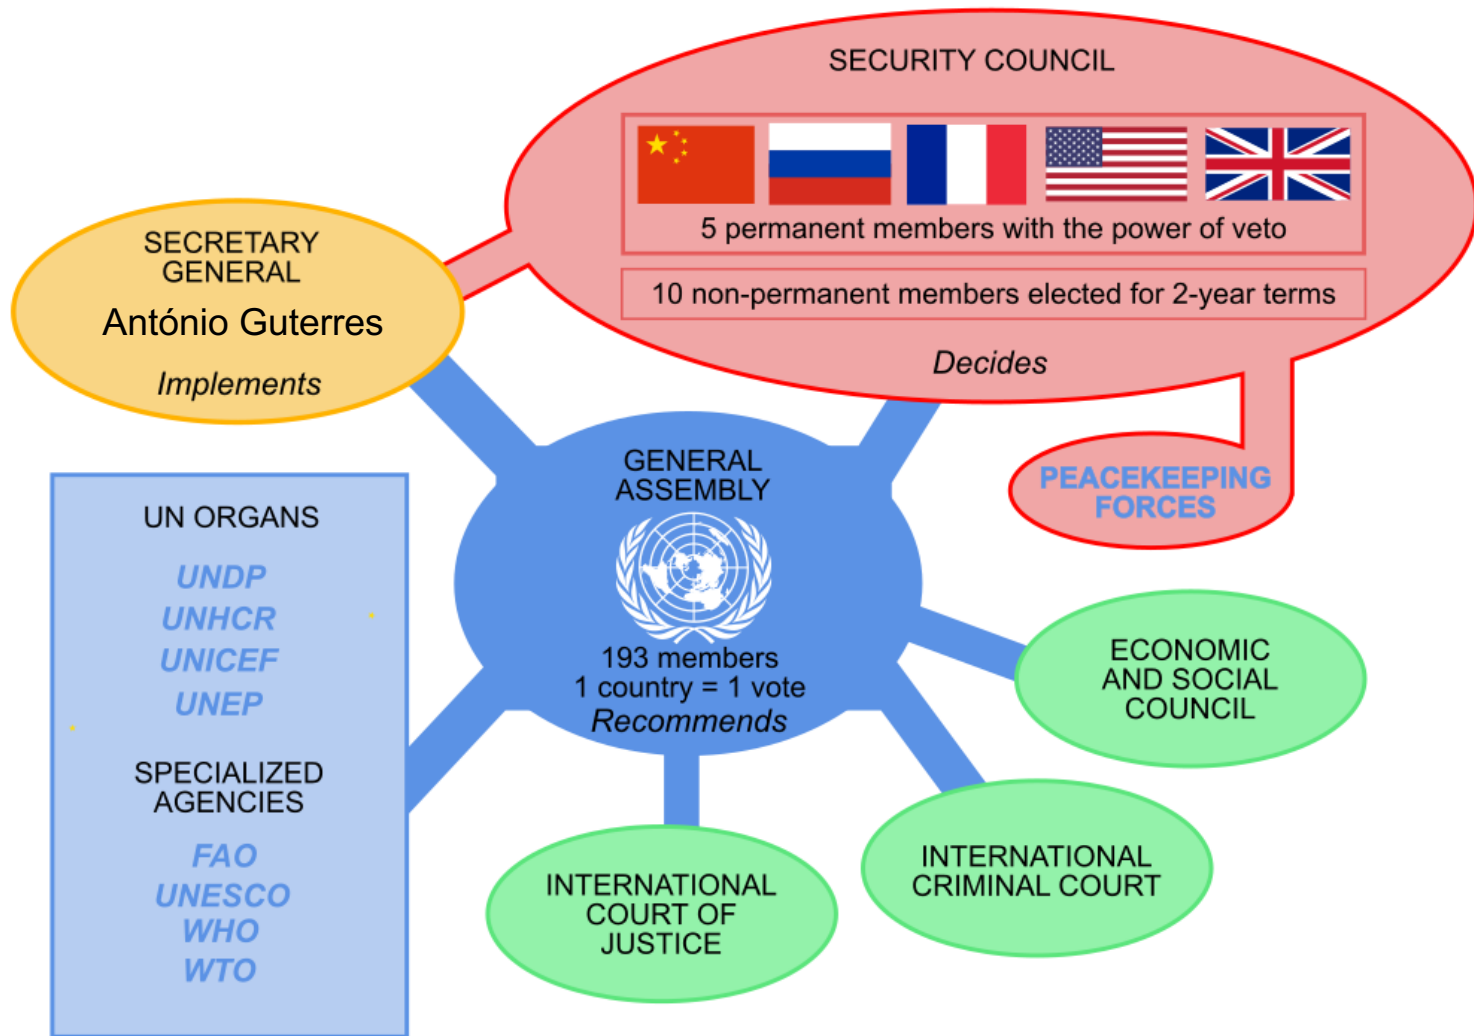 SECURITY COUNCIL
5 permanent members with the power of veto
10 non-permanent members elected for 2-year terms
Decides
SECRETARY
GENERAL
António Guterres
Implements
PEACEKEEPING
FORCES
GENERAL
ASSEMBLY
193 members
1 country = 1 vote
Recommends
UN ORGANS
UNDP
UNHCR
UNICEF
UNEP
SPECIALIZED
AGENCIES
FAO
UNESCO
WHO
WTO
ECONOMIC
AND SOCIAL
COUNCIL
INTERNATIONAL
CRIMINAL COURT
INTERNATIONAL
COURT OF
JUSTICE